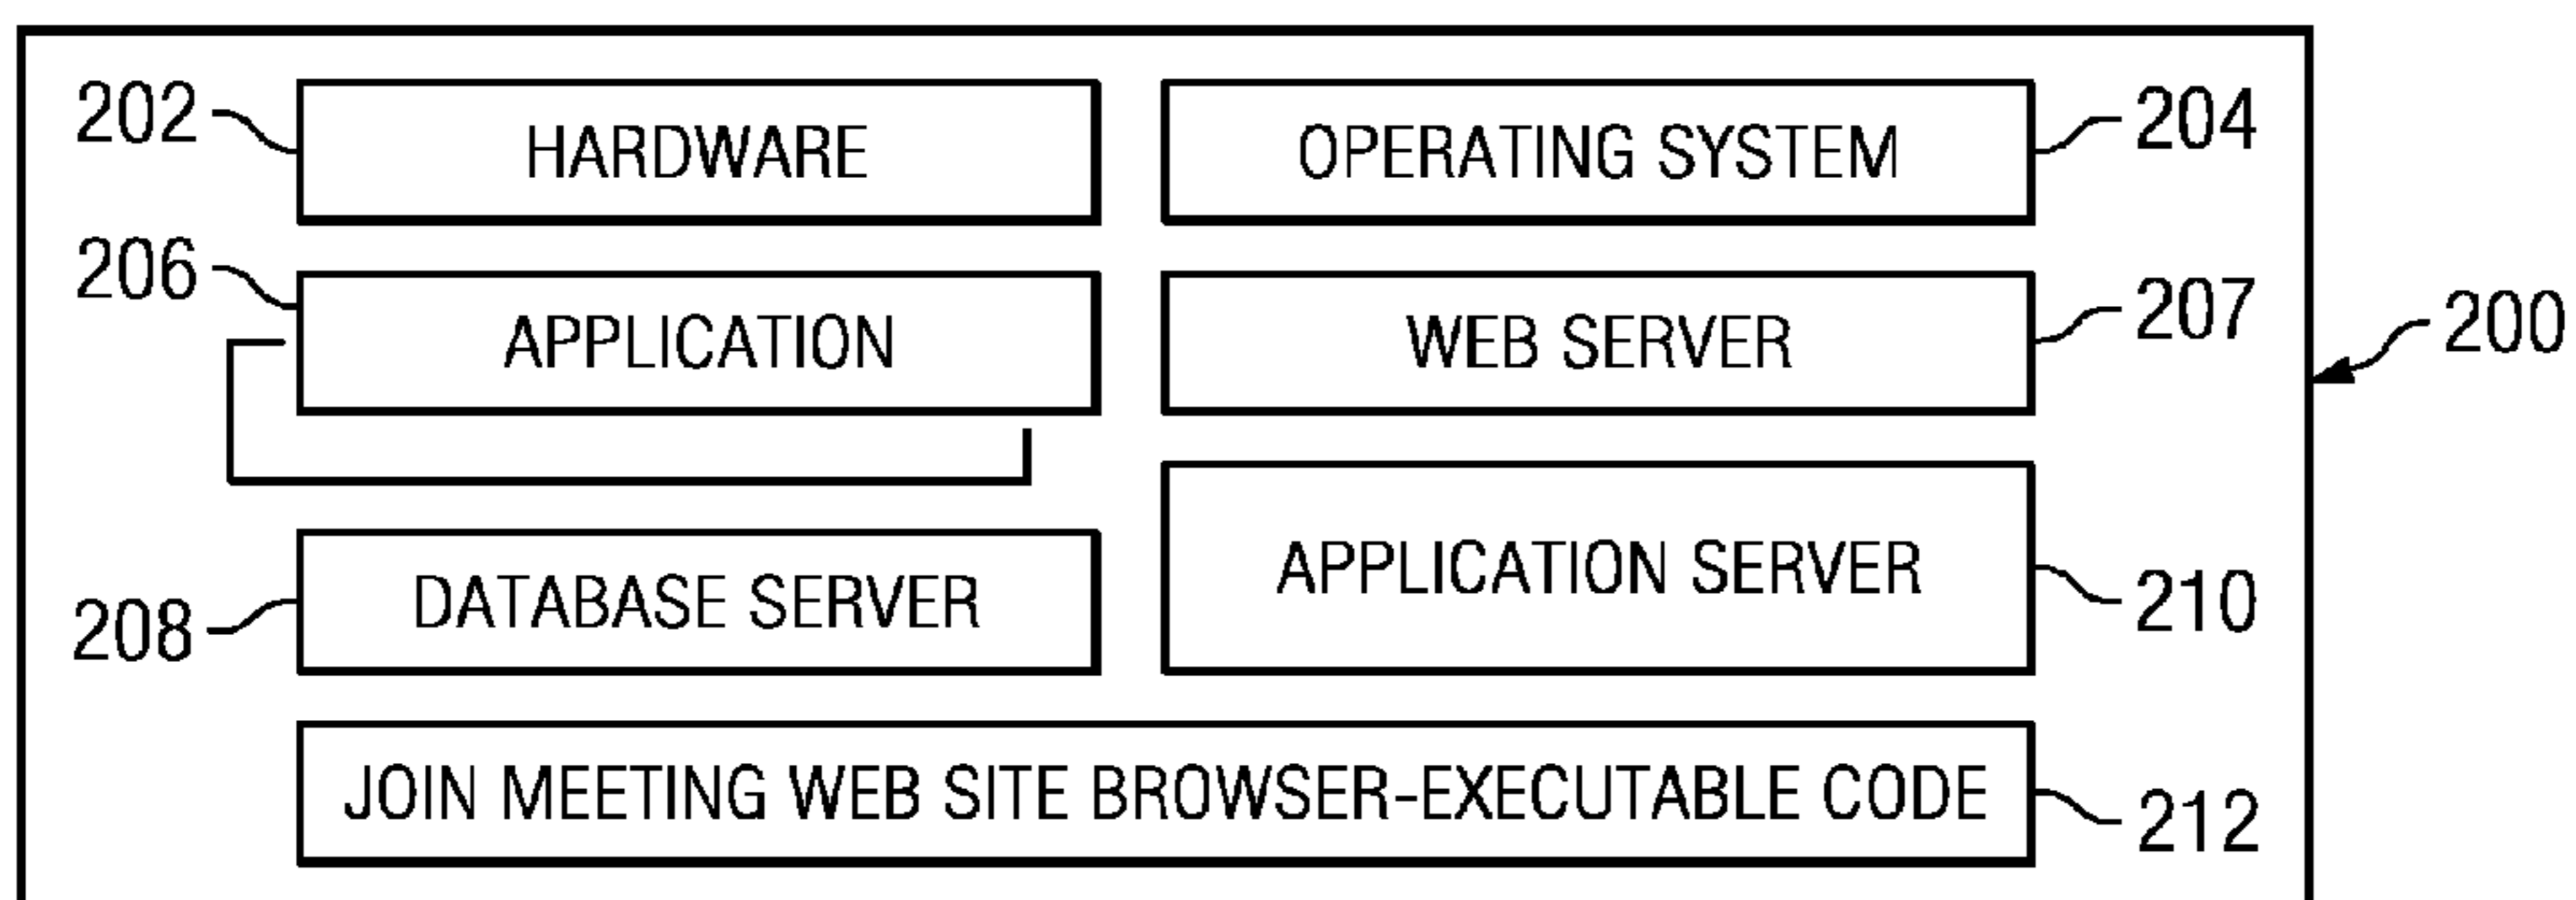 202 HARDWARE OPERATING SYSTEM 204
206 APPLICATION WEB SERVER 207 200
208 DATABASE SERVER APPLICATION SERVER 210
JOIN MEETING WEB SITE BROWSER-EXECUTABLE CODE 212